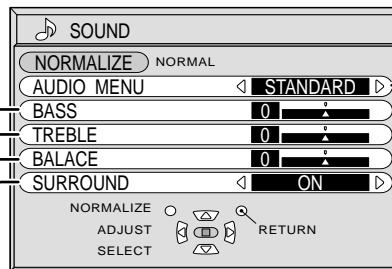 SOUND
NORMALIZE NORMAL
AUDIO MENU STANDARD
BASS 0
TREBLE 0
BALACE 0
SURROUND ON
NORMALIZE
ADJUST RETURN
SELECT